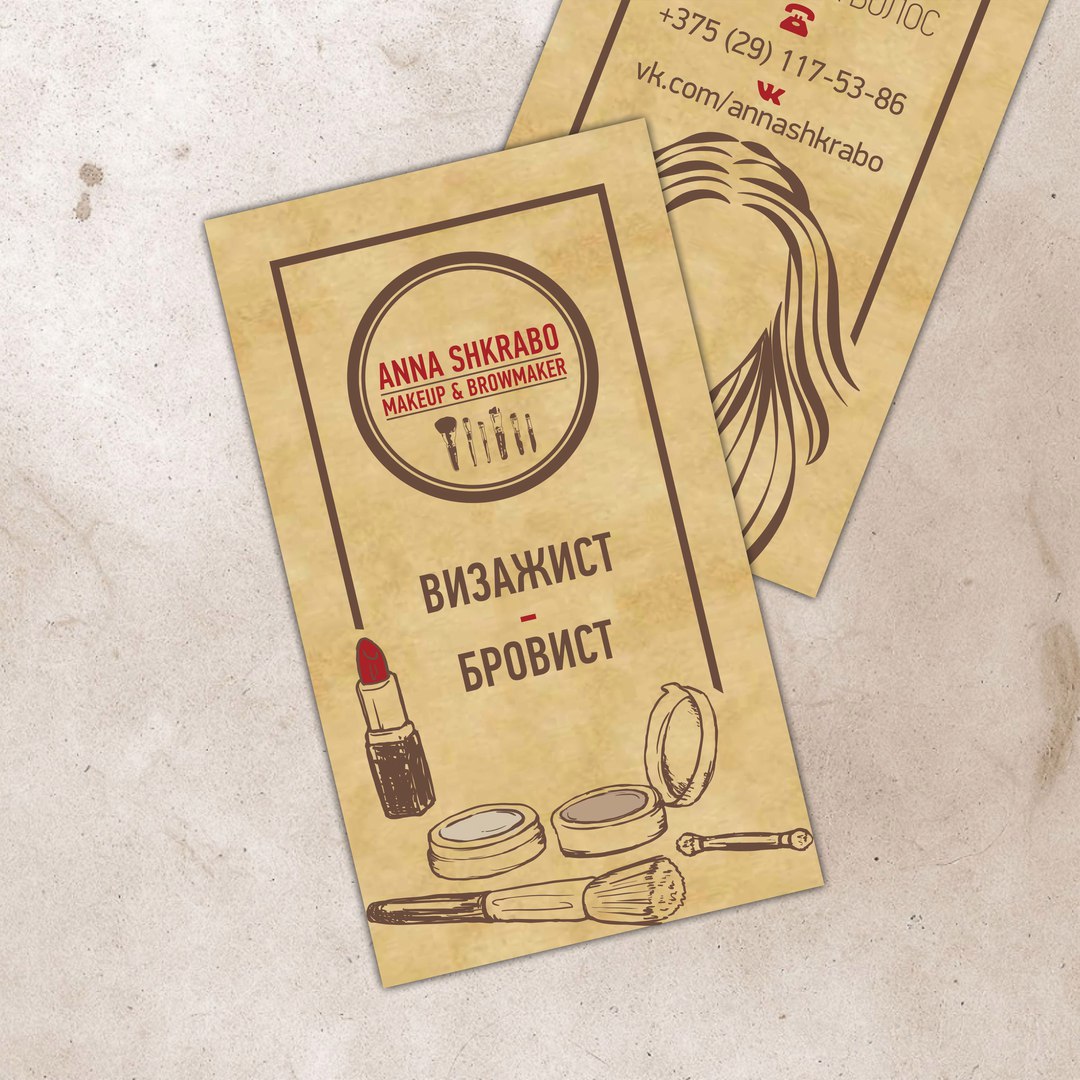 ANNA SHKRABO
MAKEUP & BROWMAKER
ВИЗАЖИСТ
-
БРОВИСТ
+375 (29) 117-53-86
vk.com/annashkrabo